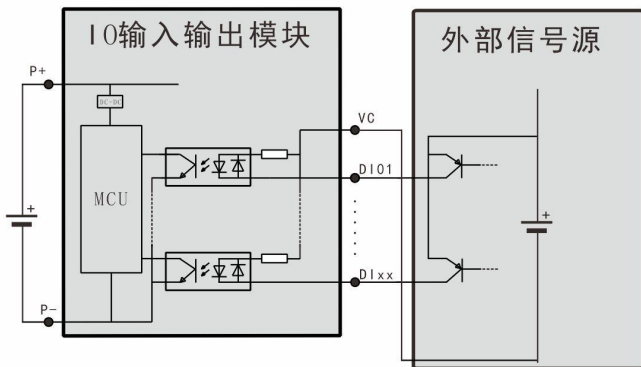 IO输入输出模块
外部信号源
P+
DC-DC
VC
DI01
MCU
+
+
DIxx
P-